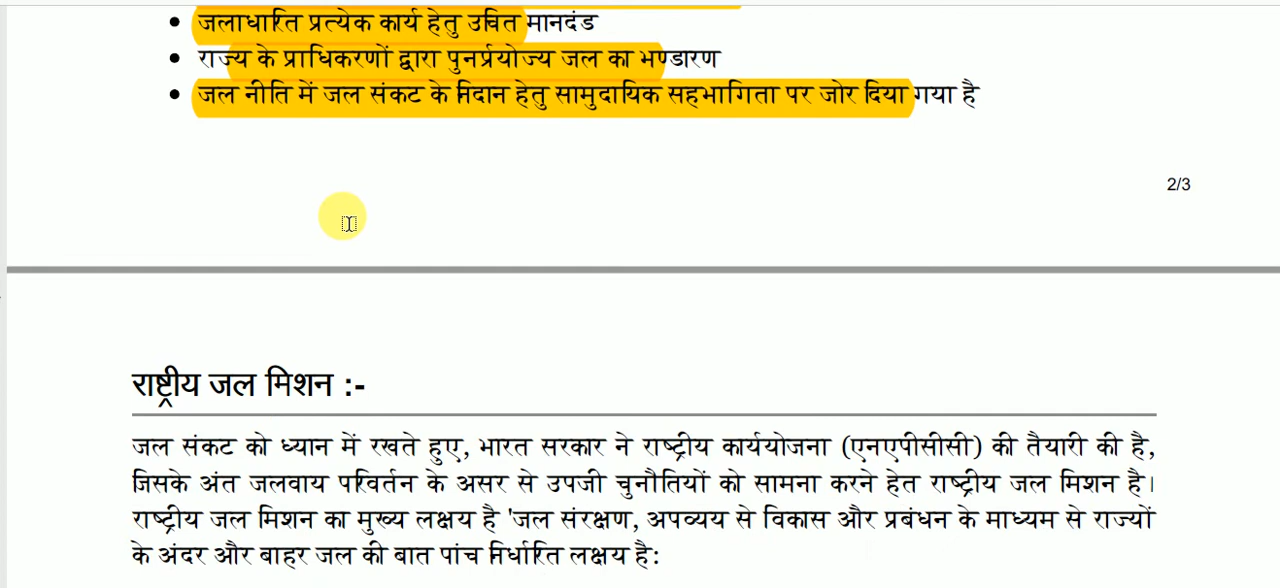 जलाधारित प्रत्येक कार्य हेतु उचित मानदंड
राज्य के प्राधिकरणों द्वारा पुनर्प्रयोज्य जल का भण्डारण
जल नीति में जल संकट के निदान हेतु सामुदायिक सहभागिता पर जोर दिया गया है
2/3
राष्ट्रीय जल मिशन :-
जल संकट को ध्यान में रखते हुए, भारत सरकार ने राष्ट्रीय कार्ययोजना (एनएपीसीसी) की तैयारी की है,
जिसके अंत जलवाय परिवर्तन के असर से उपजी चुनौतियों को सामना करने हेत राष्ट्रीय जल मिशन है।
राष्ट्रीय जल मिशन का मुख्य लक्षय है 'जल संरक्षण, अपव्यय से विकास और प्रबंधन के माध्यम से राज्यों
के अंदर और बाहर जल की बात पांच निर्धारित लक्षय है: